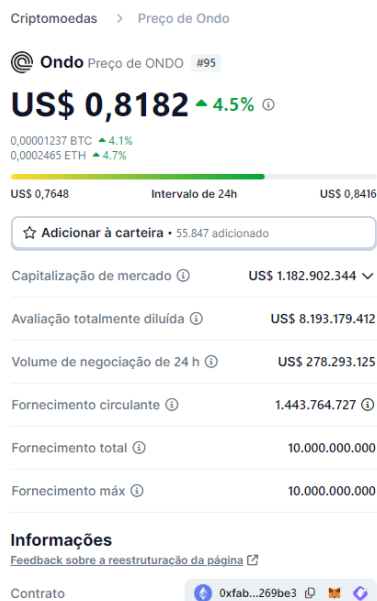 Criptomoedas > Preço de Ondo
Ondo Preço de ONDO #95
US$ 0,8182 ▲ 4.5%
0,00001237 BTC ▲ 4.1%
0,0002465 ETH ▲ 4.7%
US$ 0,7648 Intervalo de 24h US$ 0,8416
Adicionar à carteira • 55.847 adicionado
Capitalização de mercado US$ 1.182.902.344
Avaliação totalmente diluída US$ 8.193.179.412
Volume de negociação de 24 h US$ 278.293.125
Fornecimento circulante 1.443.764.727
Fornecimento total 10.000.000.000
Fornecimento máx 10.000.000.000
Informações
Feedback sobre a reestruturação da página
Contrato 0xfab...269be3